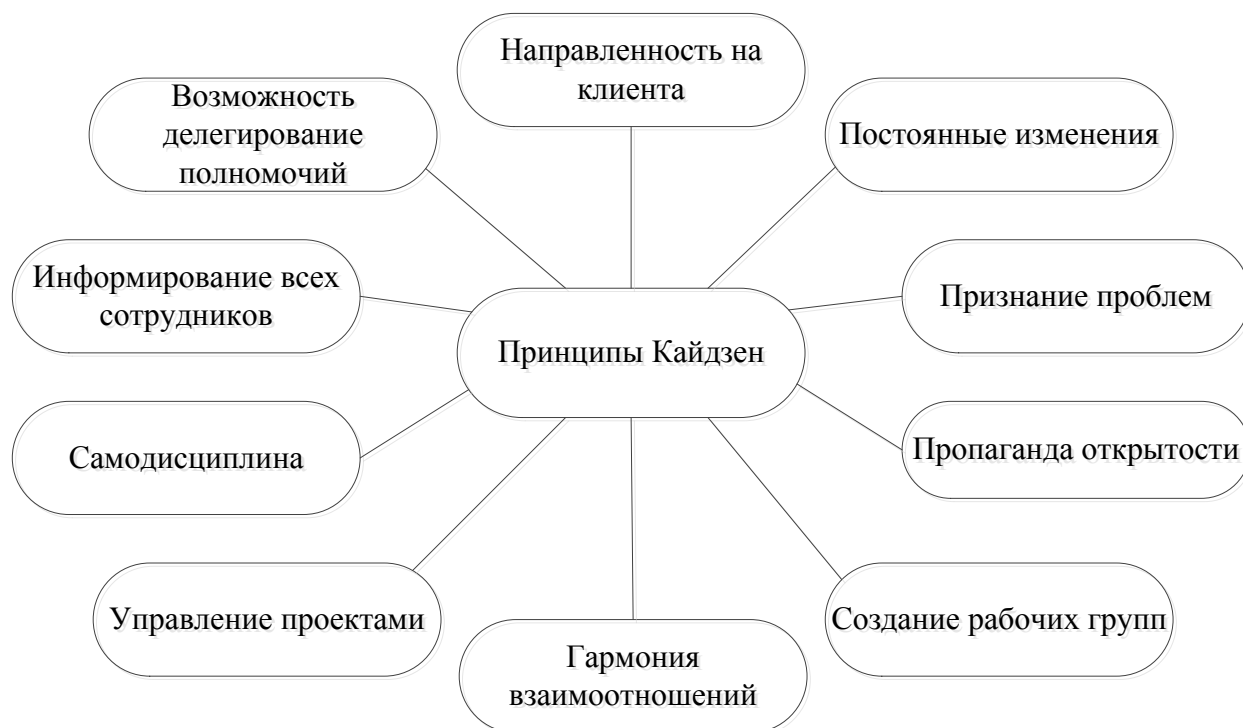 Направленность на
клиента
Возможность
делегирование
полномочий
Постоянные изменения
Информирование всех
сотрудников
Признание проблем
Принципы Кайдзен
Самодисциплина
Пропаганда открытости
Управление проектами
Создание рабочих групп
Гармония
взаимоотношений